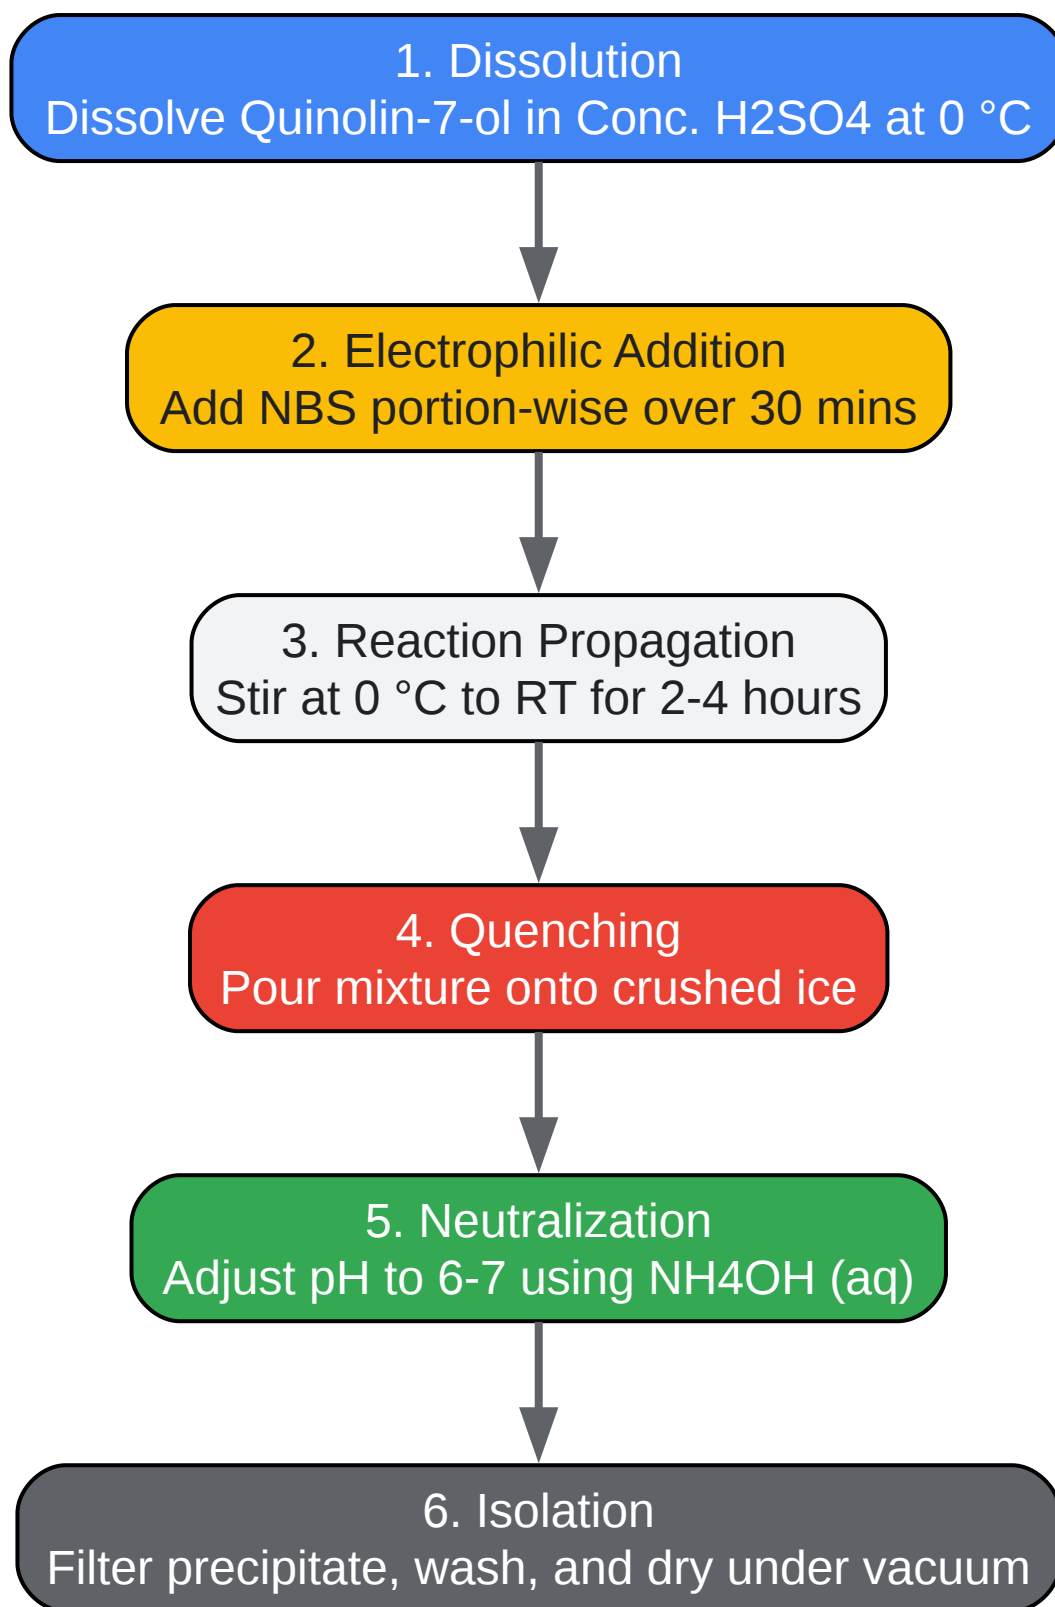 1. Dissolution
Dissolve Quinolin-7-ol in Conc. H2SO4 at 0 °C
2. Electrophilic Addition
Add NBS portion-wise over 30 mins
3. Reaction Propagation
Stir at 0 °C to RT for 2-4 hours
4. Quenching
Pour mixture onto crushed ice
5. Neutralization
Adjust pH to 6-7 using NH4OH (aq)
6. Isolation
Filter precipitate, wash, and dry under vacuum